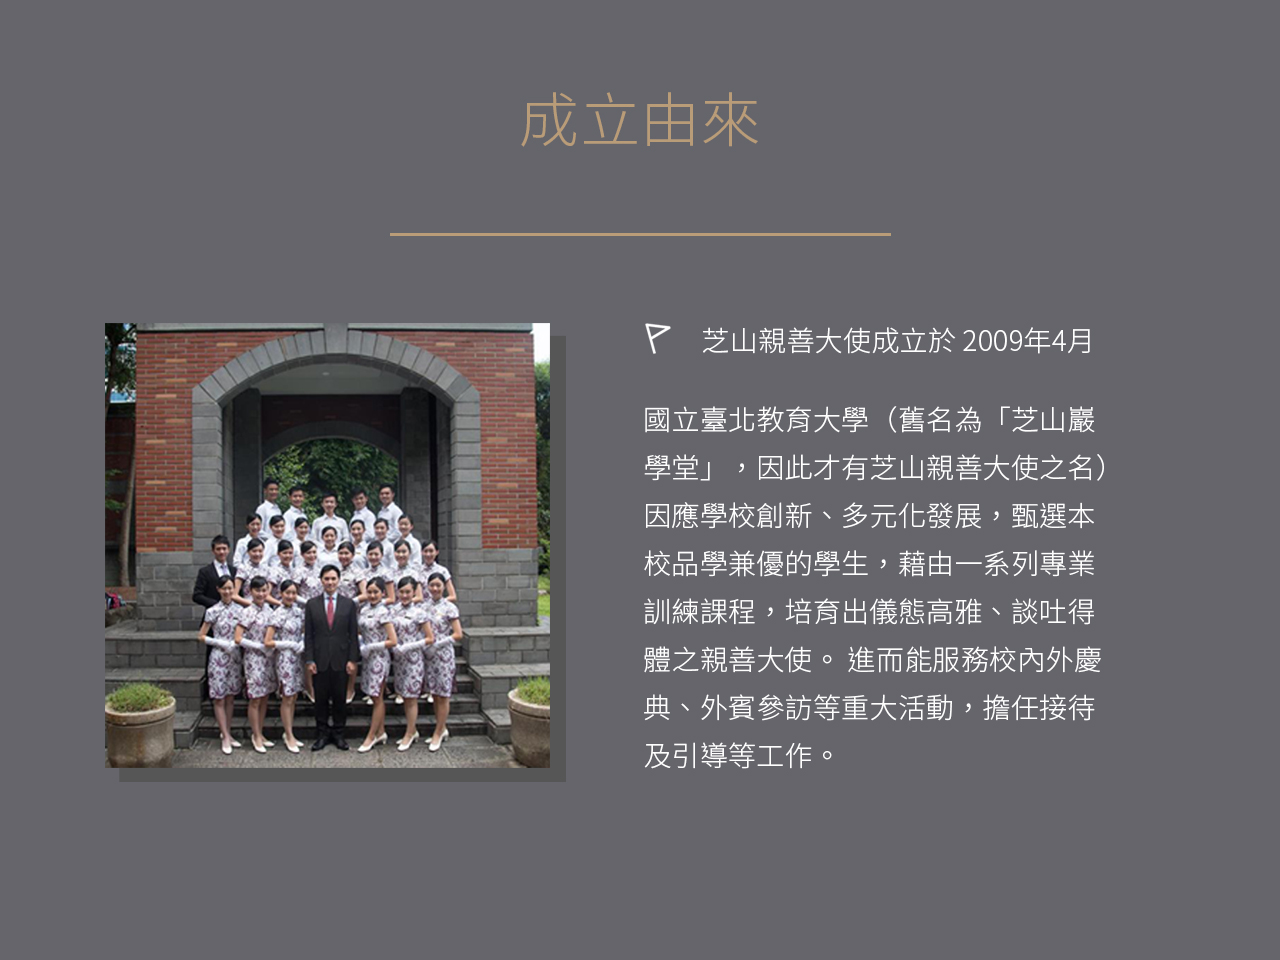 成立由來
芝山親善大使成立於 2009年4月
國立臺北教育大學（舊名為「芝山巖
學堂」，因此才有芝山親善大使之名）
因應學校創新、多元化發展，甄選本
校品學兼優的學生，藉由一系列專業
訓練課程，培育出儀態高雅、談吐得
體之親善大使。 進而能服務校內外慶
典、外賓參訪等重大活動，擔任接待
及引導等工作。